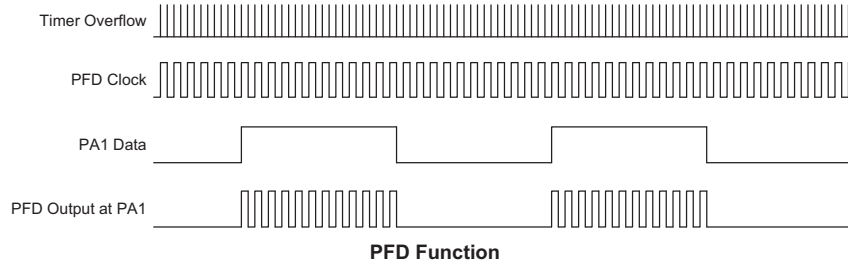 Timer Overflow
PFD Clock
PA1 Data
PFD Output at PA1
PFD Function